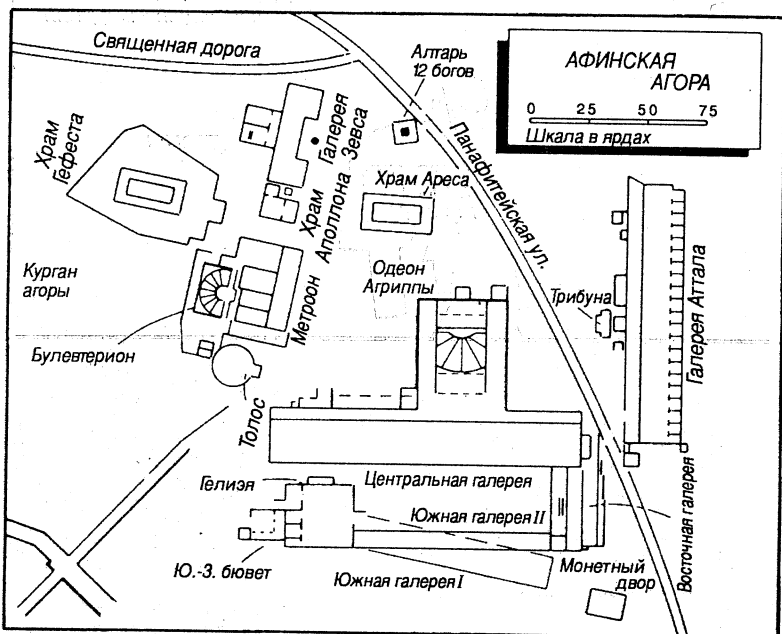 Священная дорога
Алтарь
12 богов
АФИНСКАЯ
АГОРА
0 25 50 75
Шкала в ярдах
Храм
Гефеста
Галерея
Зевса
Панафитейская ул.
Храм
Аполлона
Храм Ареса
Курган
агоры
Метроон
Одеон
Агриппы
Трибуна
Галерея Аттала
Булевтерион
Толос
Гелиэя
Центральная галерея
Южная галерея II
Восточная галерея
Ю.-З. бювет
Южная галерея I
Монетный
двор